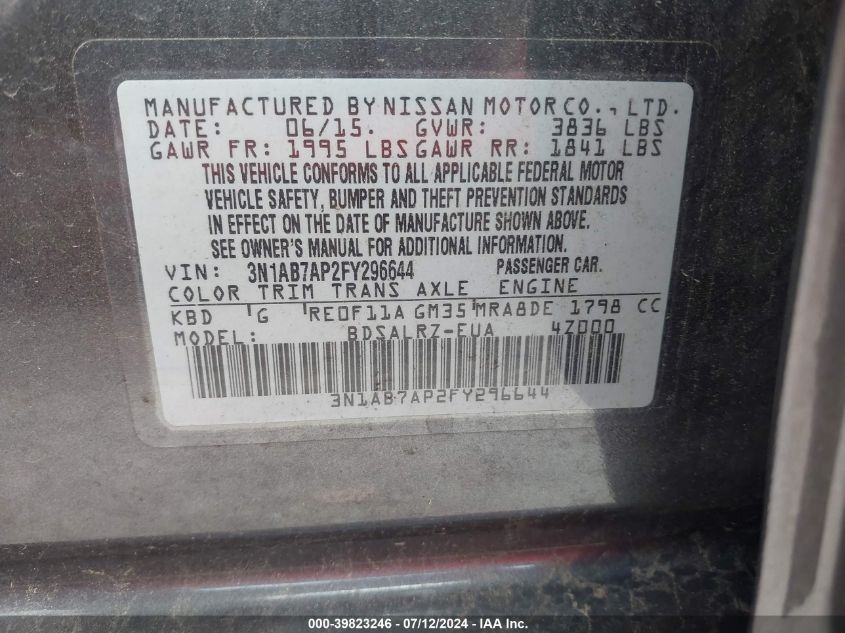 MANUFACTURED BY NISSAN MOTOR CO., LTD.
DATE: 06/15. GVWR: 3836 LBS
GAWR FR: 1995 LBS GAWR RR: 1841 LBS
THIS VEHICLE CONFORMS TO ALL APPLICABLE FEDERAL MOTOR
VEHICLE SAFETY, BUMPER AND THEFT PREVENTION STANDARDS
IN EFFECT ON THE DATE OF MANUFACTURE SHOWN ABOVE.
SEE OWNER'S MANUAL FOR ADDITIONAL INFORMATION.
VIN: 3N1AB7AP2FY296644 PASSENGER CAR.
COLOR TRIM TRANS AXLE ENGINE
KBD G RE0F11A GM35 MRA8DE 1798 CC
MODEL: BDSALRZ-EUA 4Z000
3N1AB7AP2FY296644
000-39823246 - 07/12/2024 - IAA Inc.